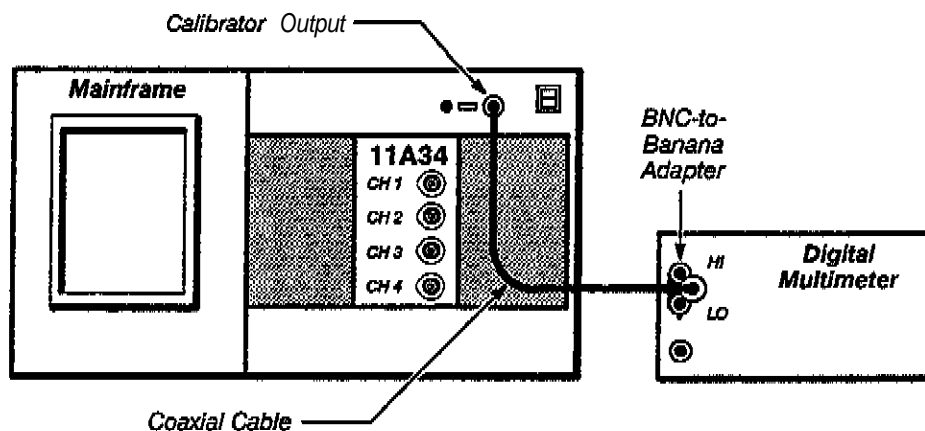 Calibrator Output
Mainframe
11A34
CH 1
CH 2
CH 3
CH 4
BNC-to-
Banana
Adapter
HI
LO
Digital
Multimeter
Coaxial Cable